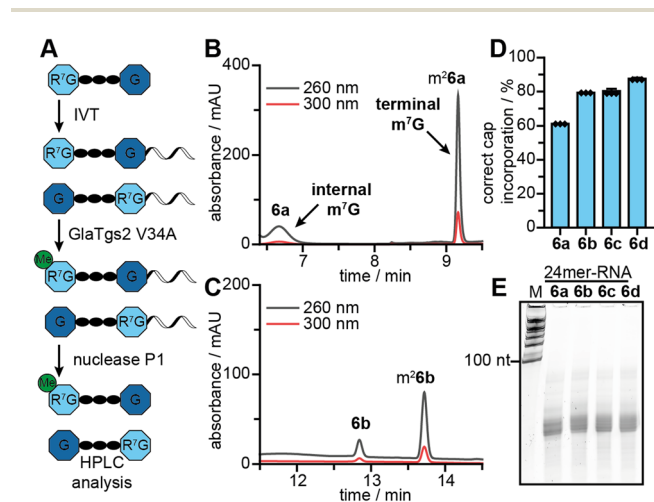 A
R⁷G G
IVT
R⁷G G
G R⁷G
GlaTgs2 V34A
Me
R⁷G G
G R⁷G
nuclease P1
Me
R⁷G G
G R⁷G
HPLC
analysis
B
absorbance / mAU
400
200
0
260 nm
300 nm
m²6a
terminal
m⁷G
6a
internal
m⁷G
7 8 9
time / min
C
absorbance / mAU
200
100
0
260 nm
300 nm
m²6b
6b
12 13 14
time / min
D
correct cap
incorporation / %
100
80
60
40
20
0
6a 6b 6c 6d
E
24mer-RNA
M 6a 6b 6c 6d
100 nt